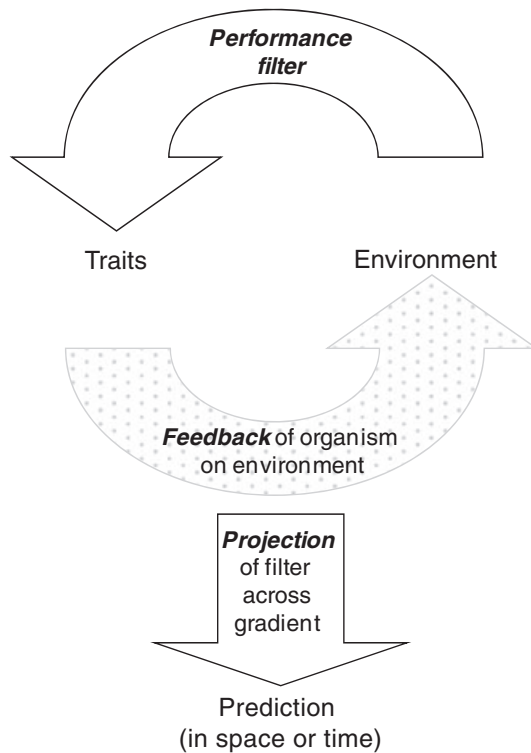 Performance
filter
Traits
Environment
Feedback of organism
on environment
Projection
of filter
across
gradient
Prediction
(in space or time)